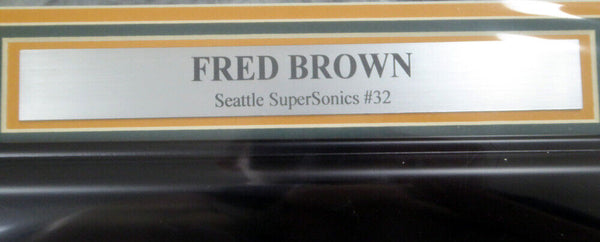 FRED BROWN
Seattle SuperSonics #32